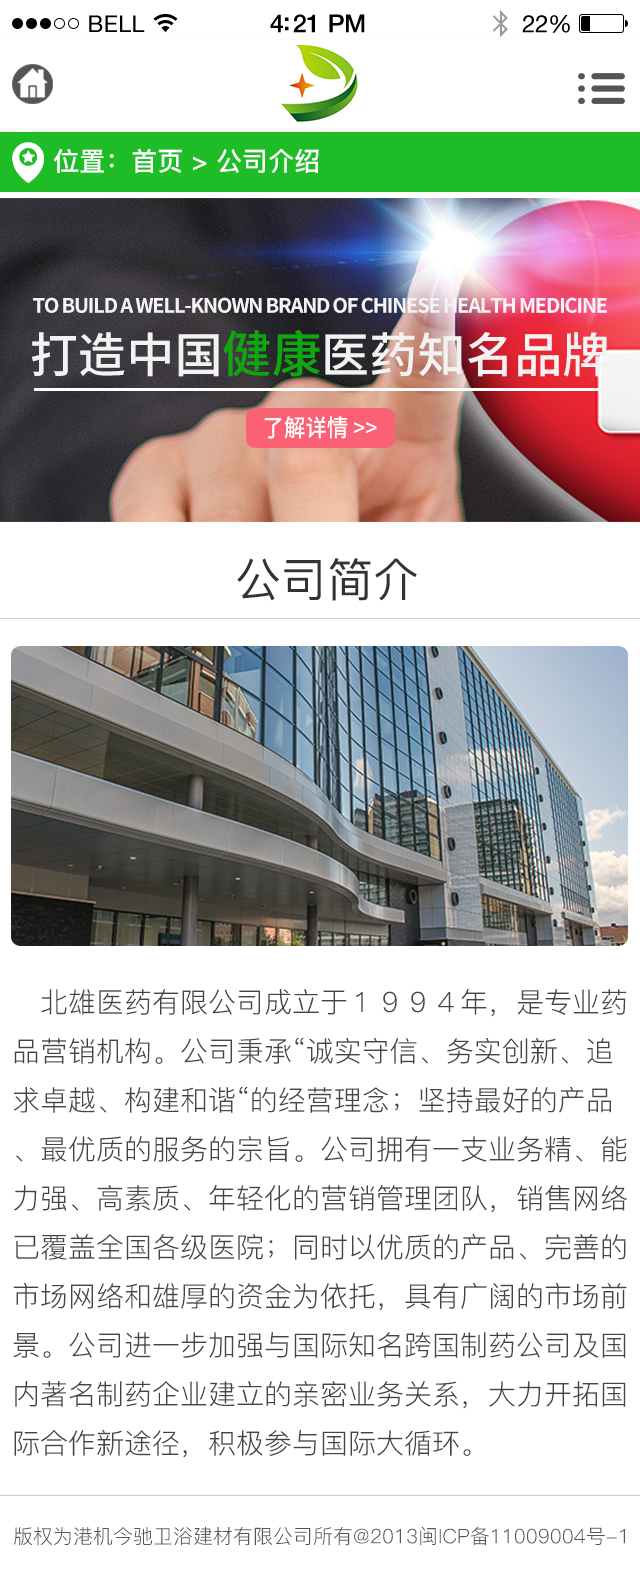 BELL 4:21 PM 22%
位置：首页 > 公司介绍
TO BUILD A WELL-KNOWN BRAND OF CHINESE HEALTH MEDICINE
打造中国健康医药知名品牌
了解详情 >>
公司简介
北雄医药有限公司成立于１９９４年，是专业药
品营销机构。公司秉承“诚实守信、务实创新、追
求卓越、构建和谐“的经营理念；坚持最好的产品
、最优质的服务的宗旨。公司拥有一支业务精、能
力强、高素质、年轻化的营销管理团队，销售网络
已覆盖全国各级医院；同时以优质的产品、完善的
市场网络和雄厚的资金为依托，具有广阔的市场前
景。公司进一步加强与国际知名跨国制药公司及国
内著名制药企业建立的亲密业务关系，大力开拓国
际合作新途径，积极参与国际大循环。
版权为港机今驰卫浴建材有限公司所有@2013闽ICP备11009004号-1